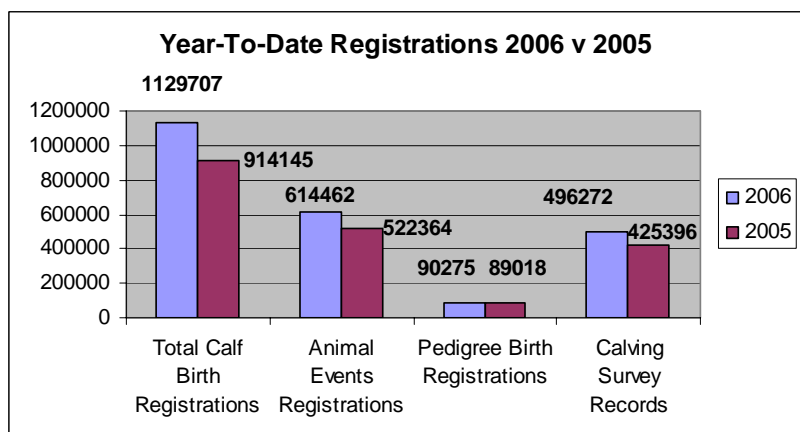 Year-To-Date Registrations 2006 v 2005
1129707
1200000
1000000
800000
600000
400000
200000
0
914145
614462
522364
90275
89018
496272
425396
2006
2005
Total Calf
Birth
Registrations
Animal
Events
Registrations
Pedigree Birth
Registrations
Calving
Survey
Records